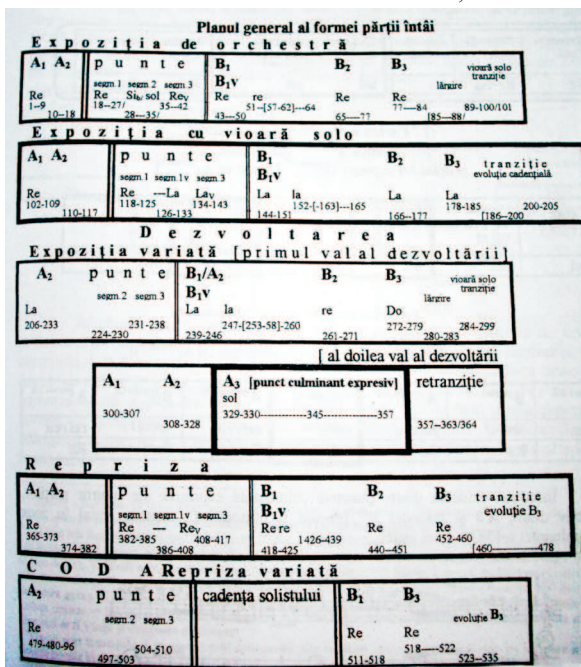 Planul general al formei părții întâi
Expoziția de orchestră
A1 A2 punte B1 B2 B3 vioară solo
segm.1 segm.2 segm.3 B1v lărgire tranziție
Re Re Sib/sol Rev Re re Re Re
1--9 18--27/ 35--42 51--[57-62]---64 77----84 89-100/101
10--18 28---35/ 43---50 65----77 [85---88/
Expoziția cu vioară solo
A1 A2 punte B1 B2 B3 tranziție
segm.1 segm.1v segm.3 B1v evoluție cadențială
Re Re ---La Lav La la La La
102-109 118-125 134-143 152-[-163]---165 178-185 200-205
110-117 126-133 144-151 166---177 [186--200
Dezvoltarea
Expoziția variată [primul val al dezvoltării]
A2 punte B1/A2 B2 B3 vioară solo
segm.2 segm.3 B1v lărgire tranziție
La La la re Do
206-233 231-238 247-[253-58]-260 272-279 284-299
224-230 239-246 261-271 280-283
[ al doilea val al dezvoltării
A1 A2 A3 [punct culminant expresiv] retranziție
sol
300-307 329-330-------------345---------------357
308-328 357--363/364
Repriza
A1 A2 punte B1 B2 B3 tranziție
segm.1 segm.1v segm.3 B1v evoluție B3
Re Re --- Rev Re re Re Re
365-373 382-385 408-417 1426-439 452-460
374-382 386-408 418-425 440---451 [460----------478
CODA Repriza variată
A2 punte cadența solistului B1 B3
segm.2 segm.3 evoluție B3
Re Re Re
479-480-96 504-510 518-----522
497-503 511-518 523--535